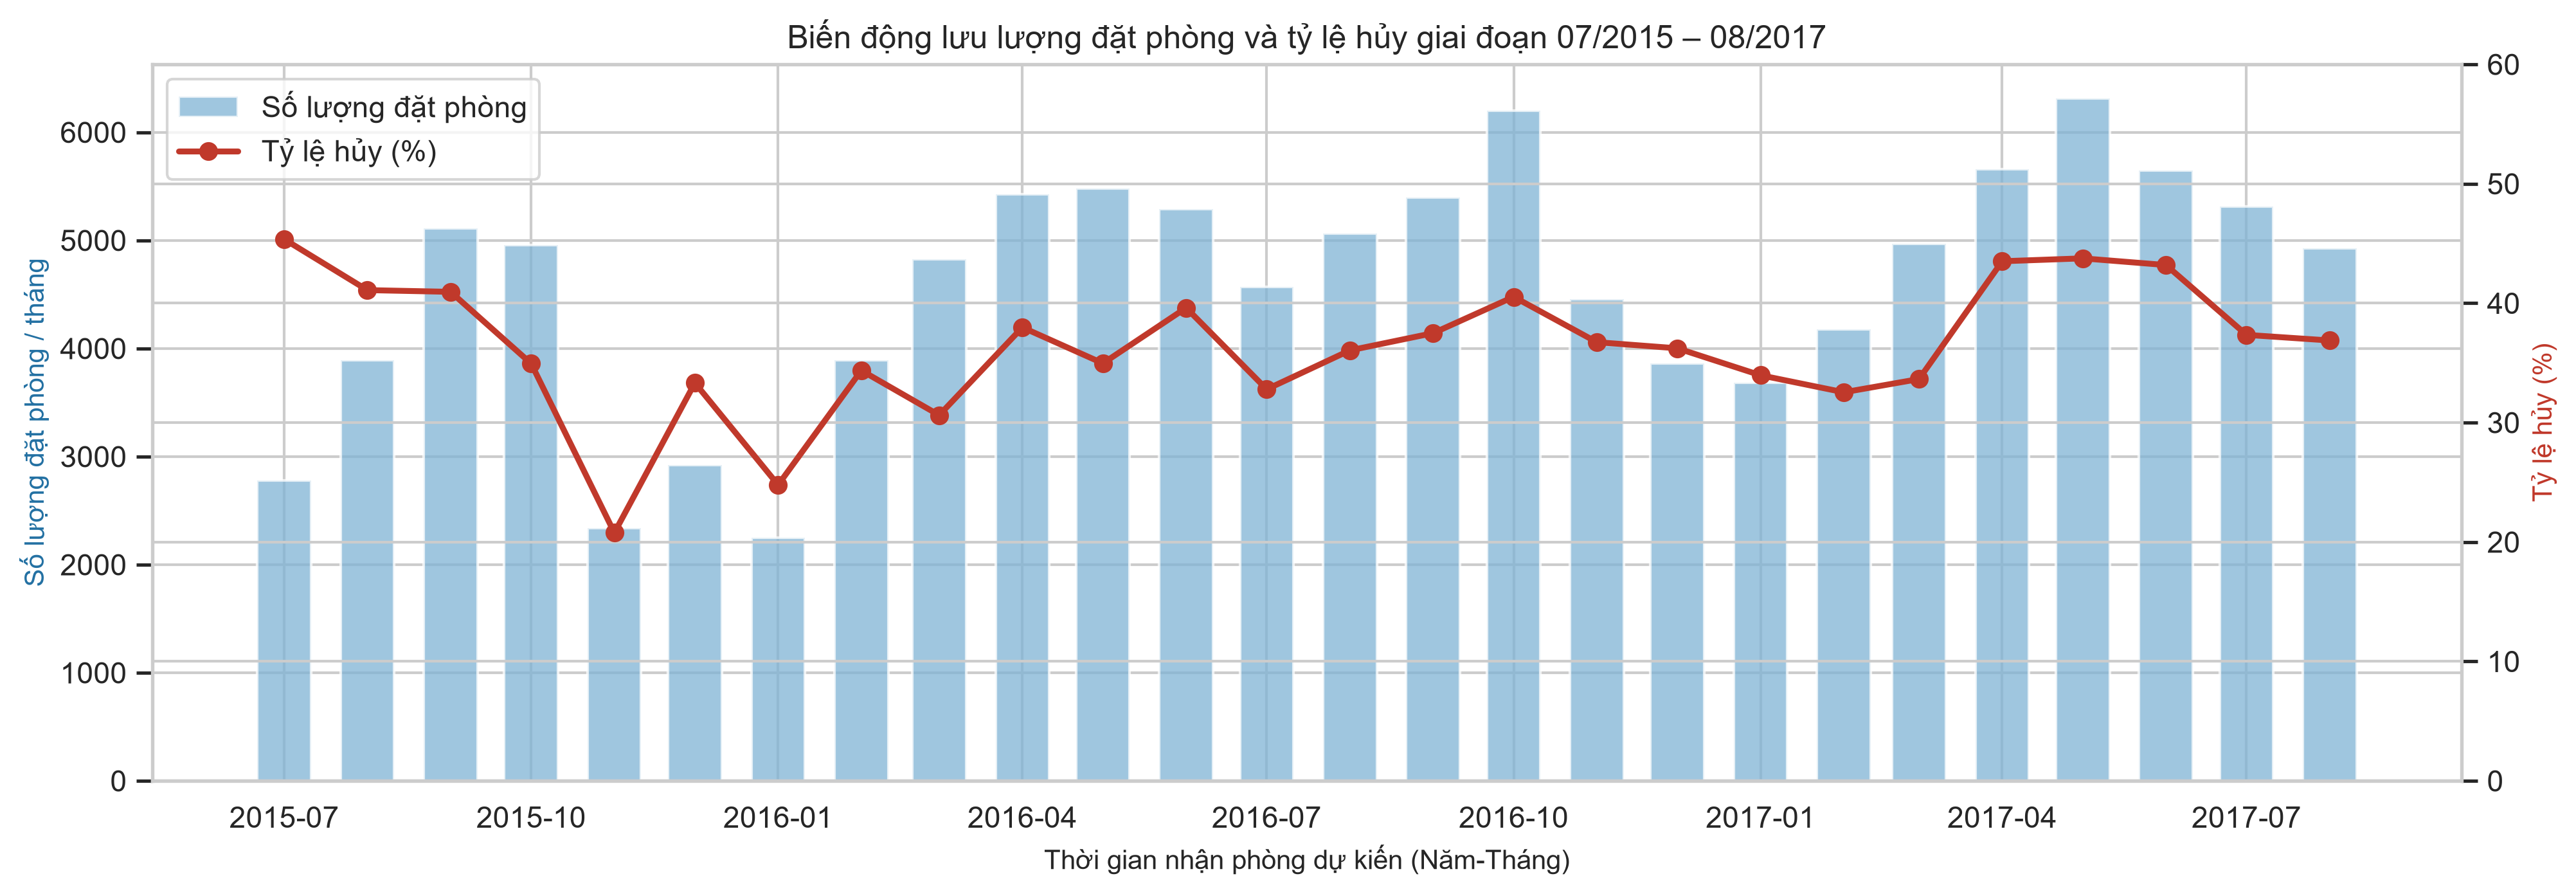 Biến động lưu lượng đặt phòng và tỷ lệ hủy giai đoạn 07/2015 – 08/2017
Số lượng đặt phòng
Tỷ lệ hủy (%)
Số lượng đặt phòng / tháng
6000
5000
4000
3000
2000
1000
0
60
50
40
30
20
10
0
Tỷ lệ hủy (%)
2015-07 2015-10 2016-01 2016-04 2016-07 2016-10 2017-01 2017-04 2017-07
Thời gian nhận phòng dự kiến (Năm-Tháng)